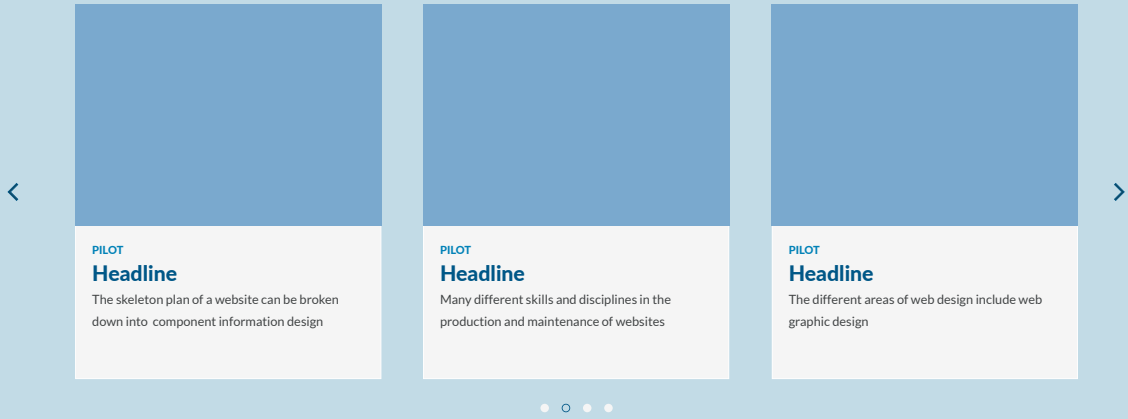 PILOT
Headline
The skeleton plan of a website can be broken
down into  component information design
PILOT
Headline
Many different skills and disciplines in the
production and maintenance of websites
PILOT
Headline
The different areas of web design include web
graphic design